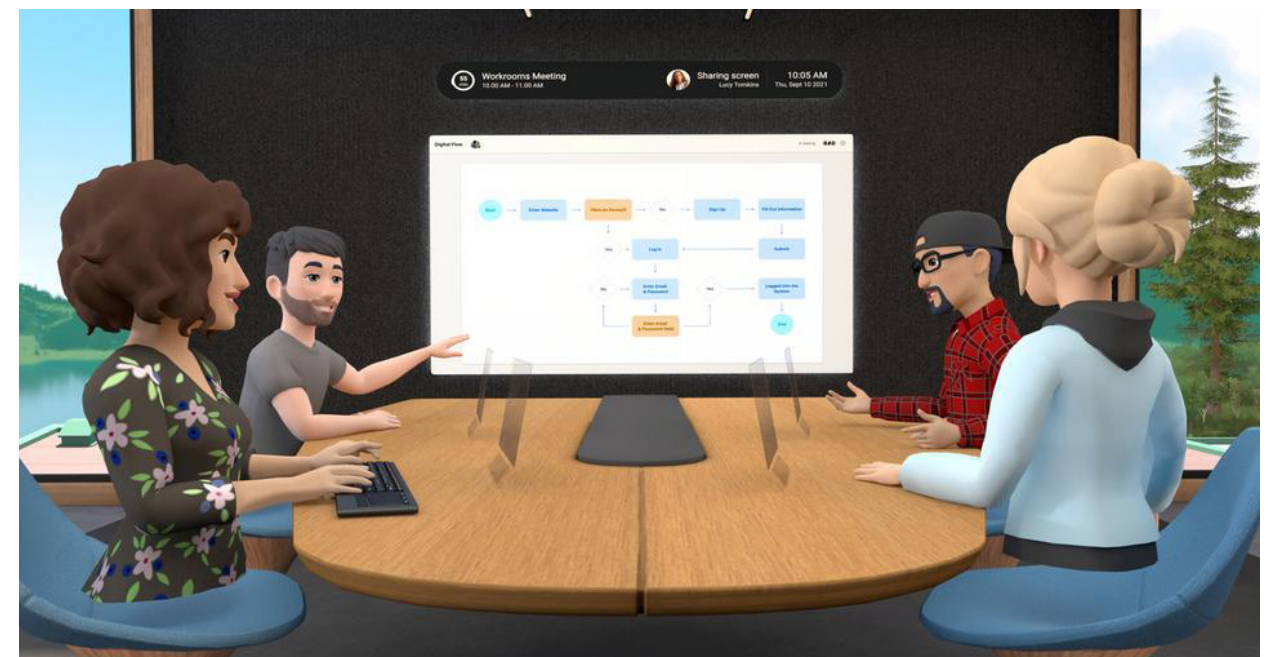 55
Workrooms Meeting
10:00 AM - 11:00 AM
Sharing screen
Lucy Tomkins
10:05 AM
Thu, Sept 10 2021
Digital Flow
Start
Enter Website
Have an Account
No
Sign Up
Fill Out Information
Yes
Log In
Submit
No
Enter Email
& Password
Yes
Logged into the
System
Enter Email
& Password Valid
End